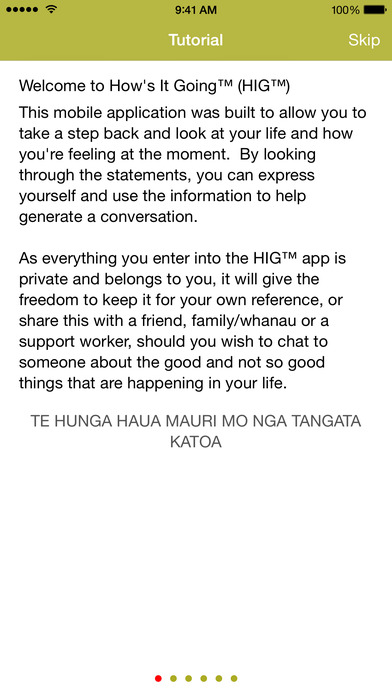 9:41 AM
100%
Tutorial
Skip
Welcome to How's It Going™ (HIG™)
This mobile application was built to allow you to
take a step back and look at your life and how
you're feeling at the moment.  By looking
through the statements, you can express
yourself and use the information to help
generate a conversation.
As everything you enter into the HIG™ app is
private and belongs to you, it will give the
freedom to keep it for your own reference, or
share this with a friend, family/whanau or a
support worker, should you wish to chat to
someone about the good and not so good
things that are happening in your life.
TE HUNGA HAUA MAURI MO NGA TANGATA
KATOA